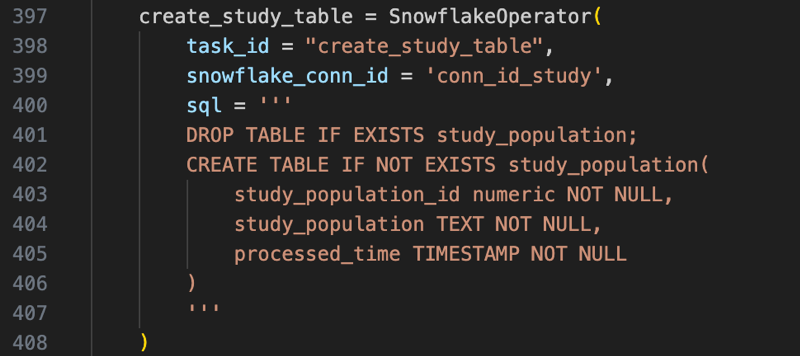 397 create_study_table = SnowflakeOperator(
398 task_id = "create_study_table",
399 snowflake_conn_id = 'conn_id_study',
400 sql = '''
401 DROP TABLE IF EXISTS study_population;
402 CREATE TABLE IF NOT EXISTS study_population(
403 study_population_id numeric NOT NULL,
404 study_population TEXT NOT NULL,
405 processed_time TIMESTAMP NOT NULL
406 )
407 '''
408 )